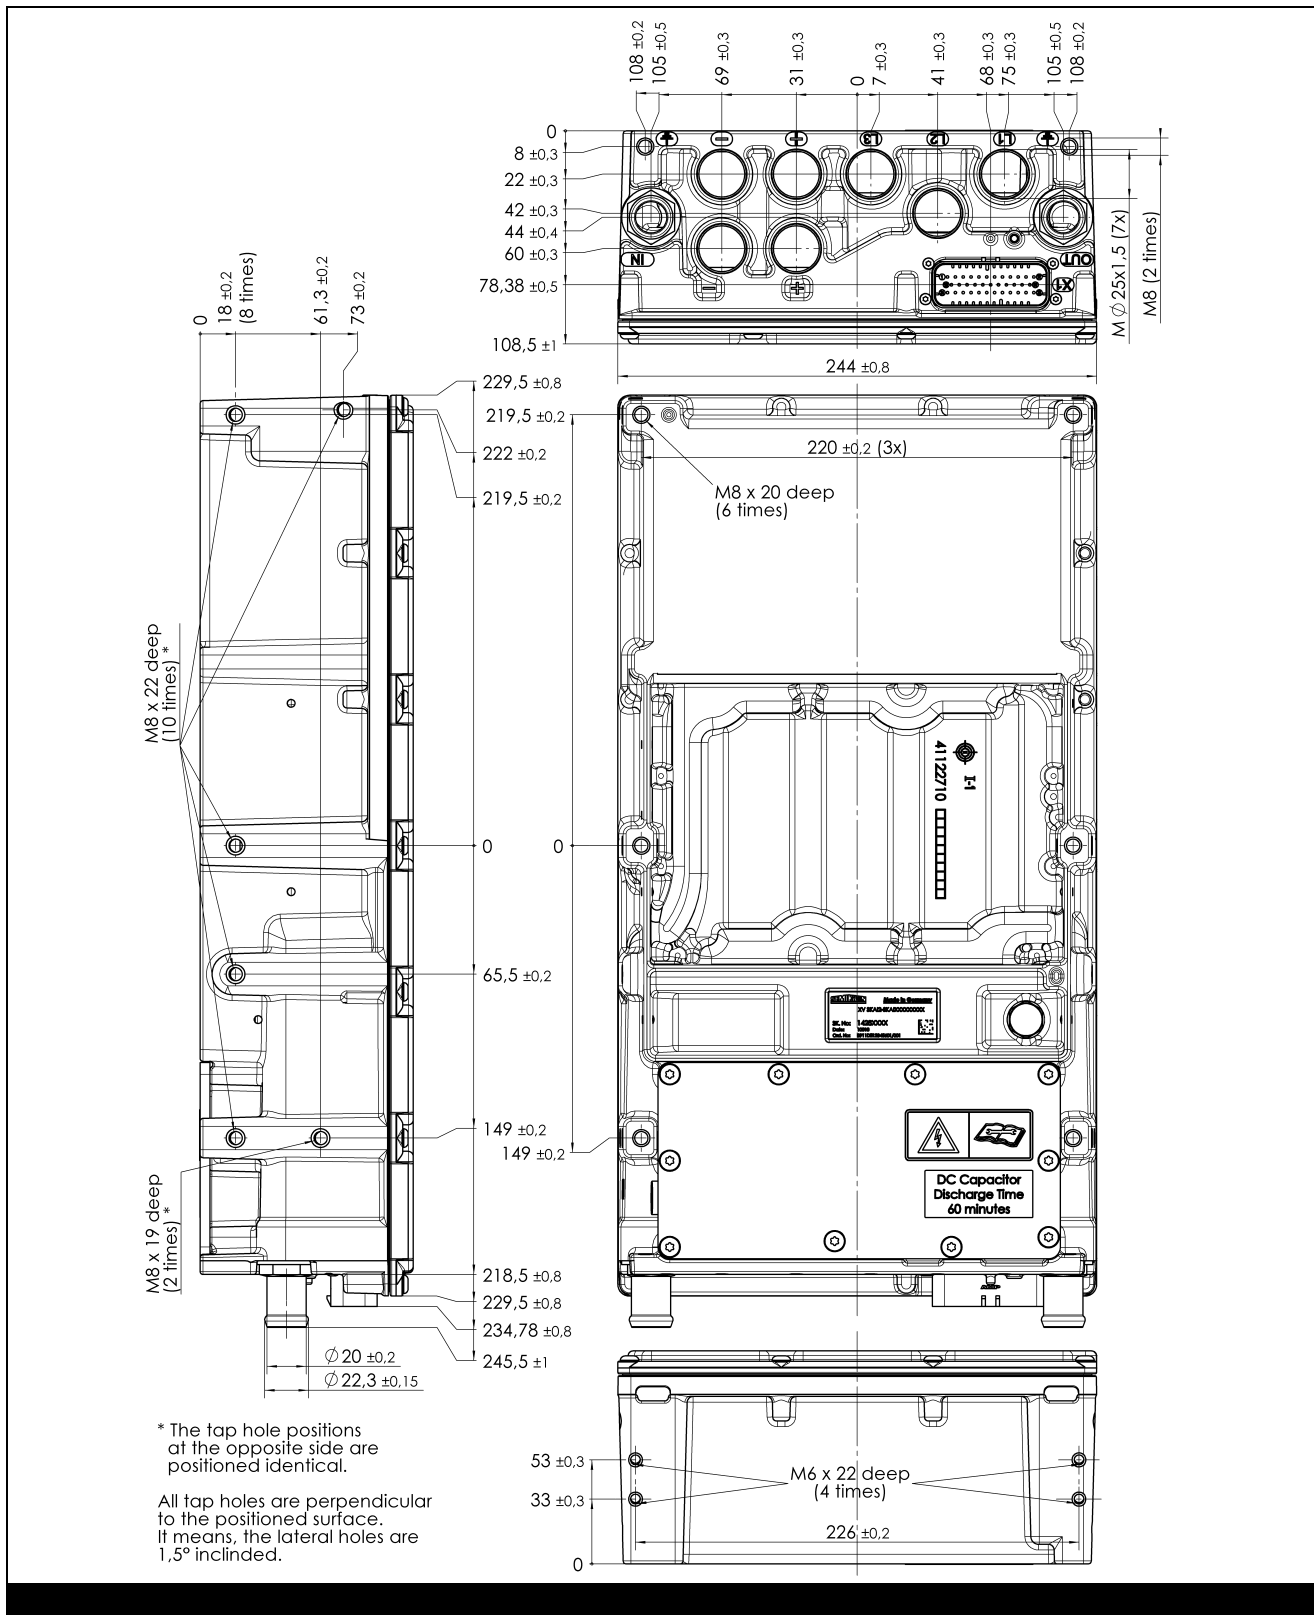 108 ±0,2
105 ±0,5
69 ±0,3
31 ±0,3
0
7 ±0,3
41 ±0,3
68 ±0,3
75 ±0,3
105 ±0,5
108 ±0,2
0
8 ±0,3
22 ±0,3
42 ±0,3
44 ±0,4
60 ±0,3
78,38 ±0,5
108,5 ±1
L3
L2
L1
IN
OUT
X1
M ∅ 25x1,5 (7x)
M8 (2 times)
244 ±0,8
0
18 ±0,2
(8 times)
61,3 ±0,2
73 ±0,2
229,5 ±0,8
219,5 ±0,2
222 ±0,2
219,5 ±0,2
220 ±0,2 (3x)
M8 x 20 deep
(6 times)
M8 x 22 deep
(10 times) *
41122710
I-1
0
0
65,5 ±0,2
Made in Germany
149 ±0,2
149 ±0,2
M8 x 19 deep
(2 times) *
DC Capacitor
Discharge Time
60 minutes
218,5 ±0,8
229,5 ±0,8
234,78 ±0,8
245,5 ±1
∅ 20 ±0,2
∅ 22,3 ±0,15
* The tap hole positions
at the opposite side are
positioned identical.
All tap holes are perpendicular
to the positioned surface.
It means, the lateral holes are
1,5° inclinded.
53 ±0,3
33 ±0,3
0
M6 x 22 deep
(4 times)
226 ±0,2